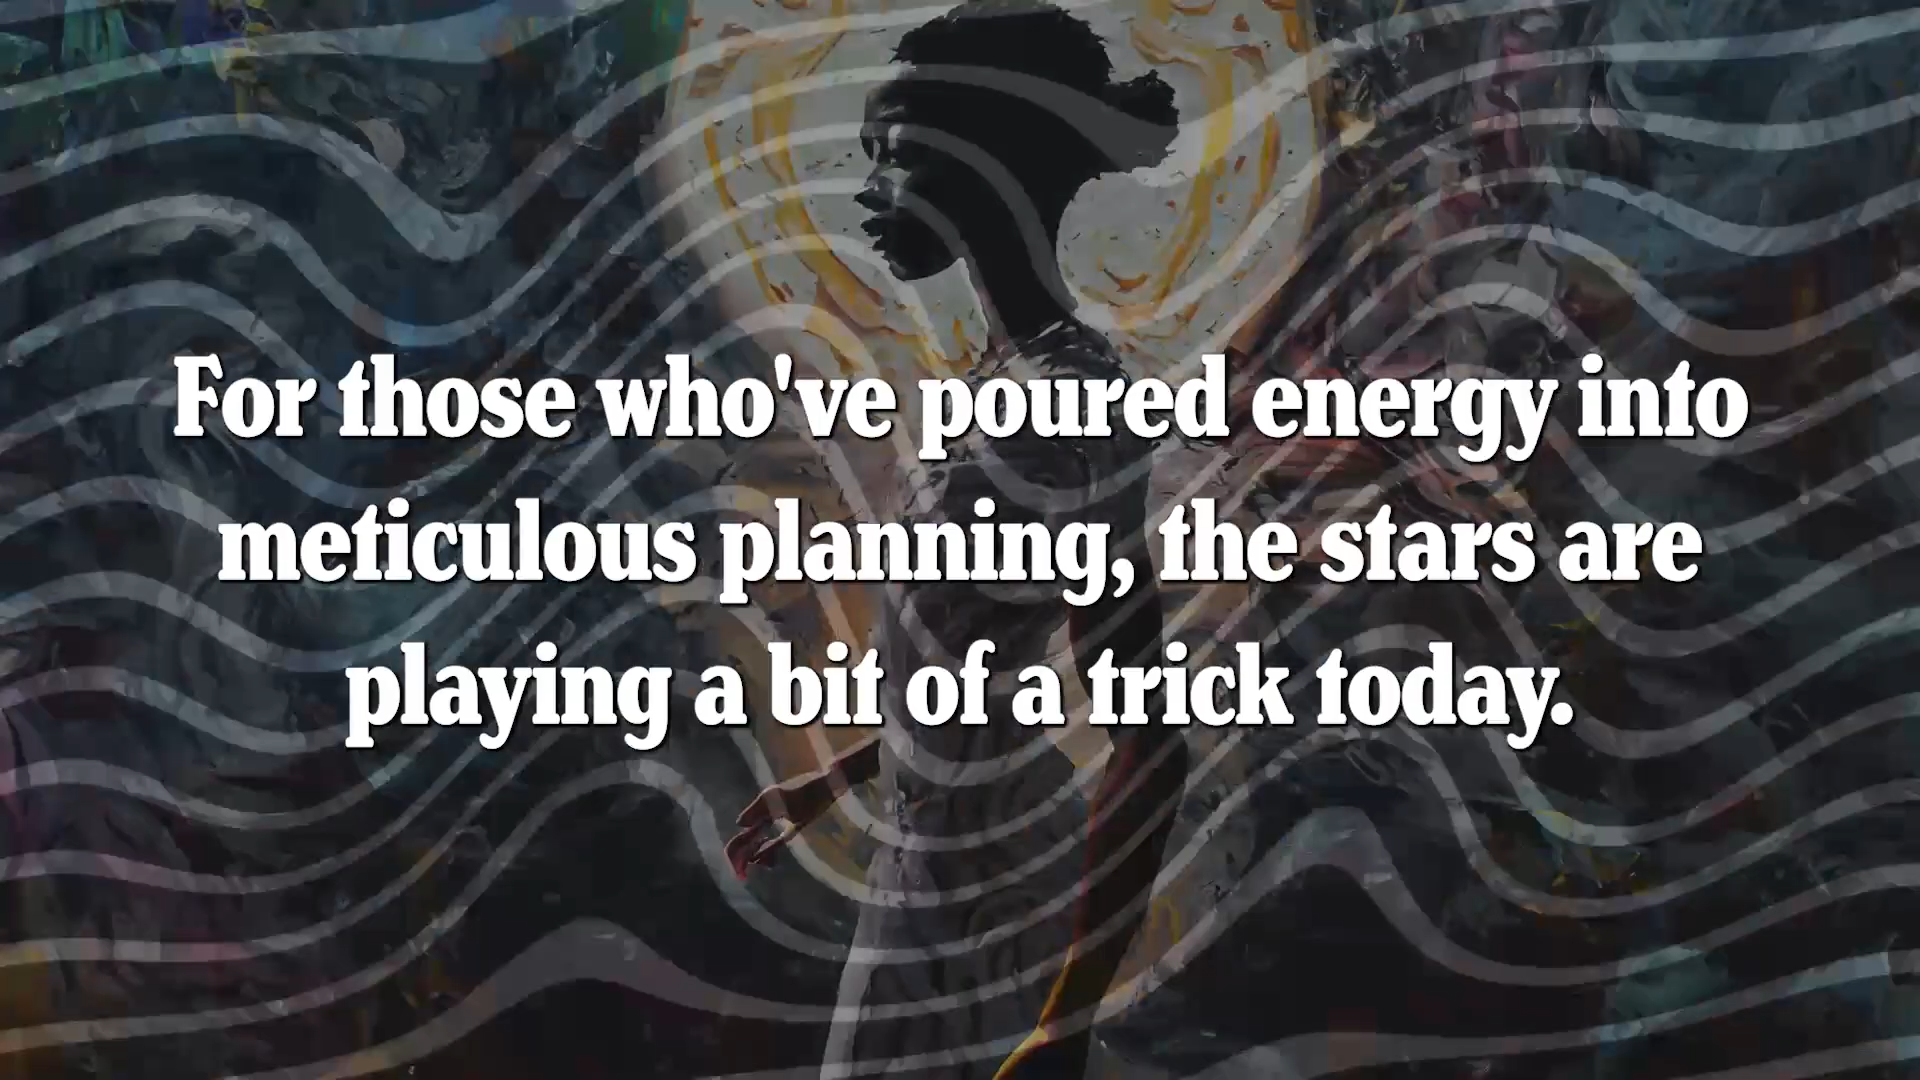 For those who've poured energy into
meticulous planning, the stars are
playing a bit of a trick today.